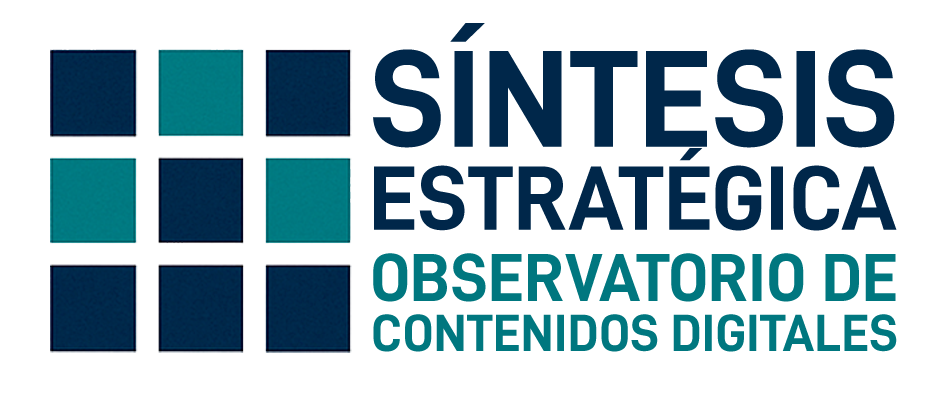 SÍNTESIS
ESTRATÉGICA
OBSERVATORIO DE
CONTENIDOS DIGITALES